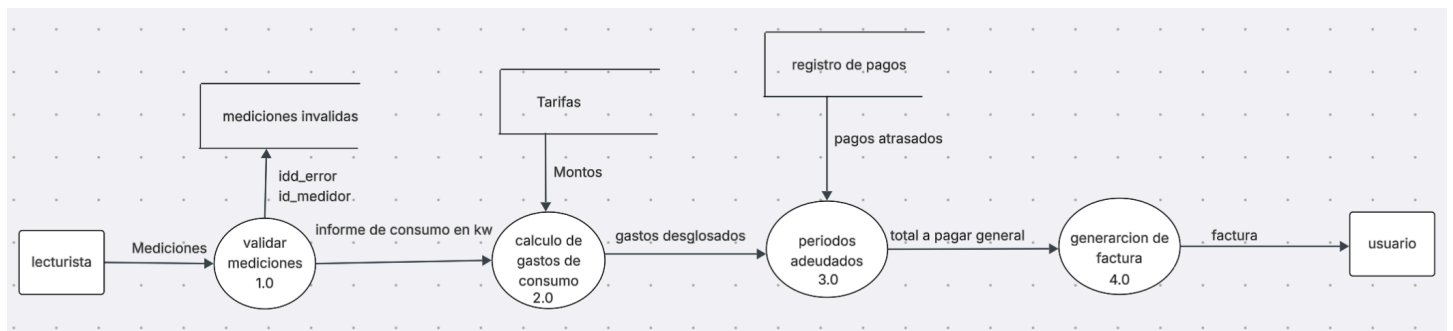 registro de pagos
Tarifas
mediciones invalidas
pagos atrasados
Montos
idd_error
id_medidor
lecturista
Mediciones
validar
mediciones
1.0
informe de consumo en kw
calculo de
gastos de
consumo
2.0
gastos desglosados
periodos
adeudados
3.0
total a pagar general
generarcion de
factura
4.0
factura
usuario